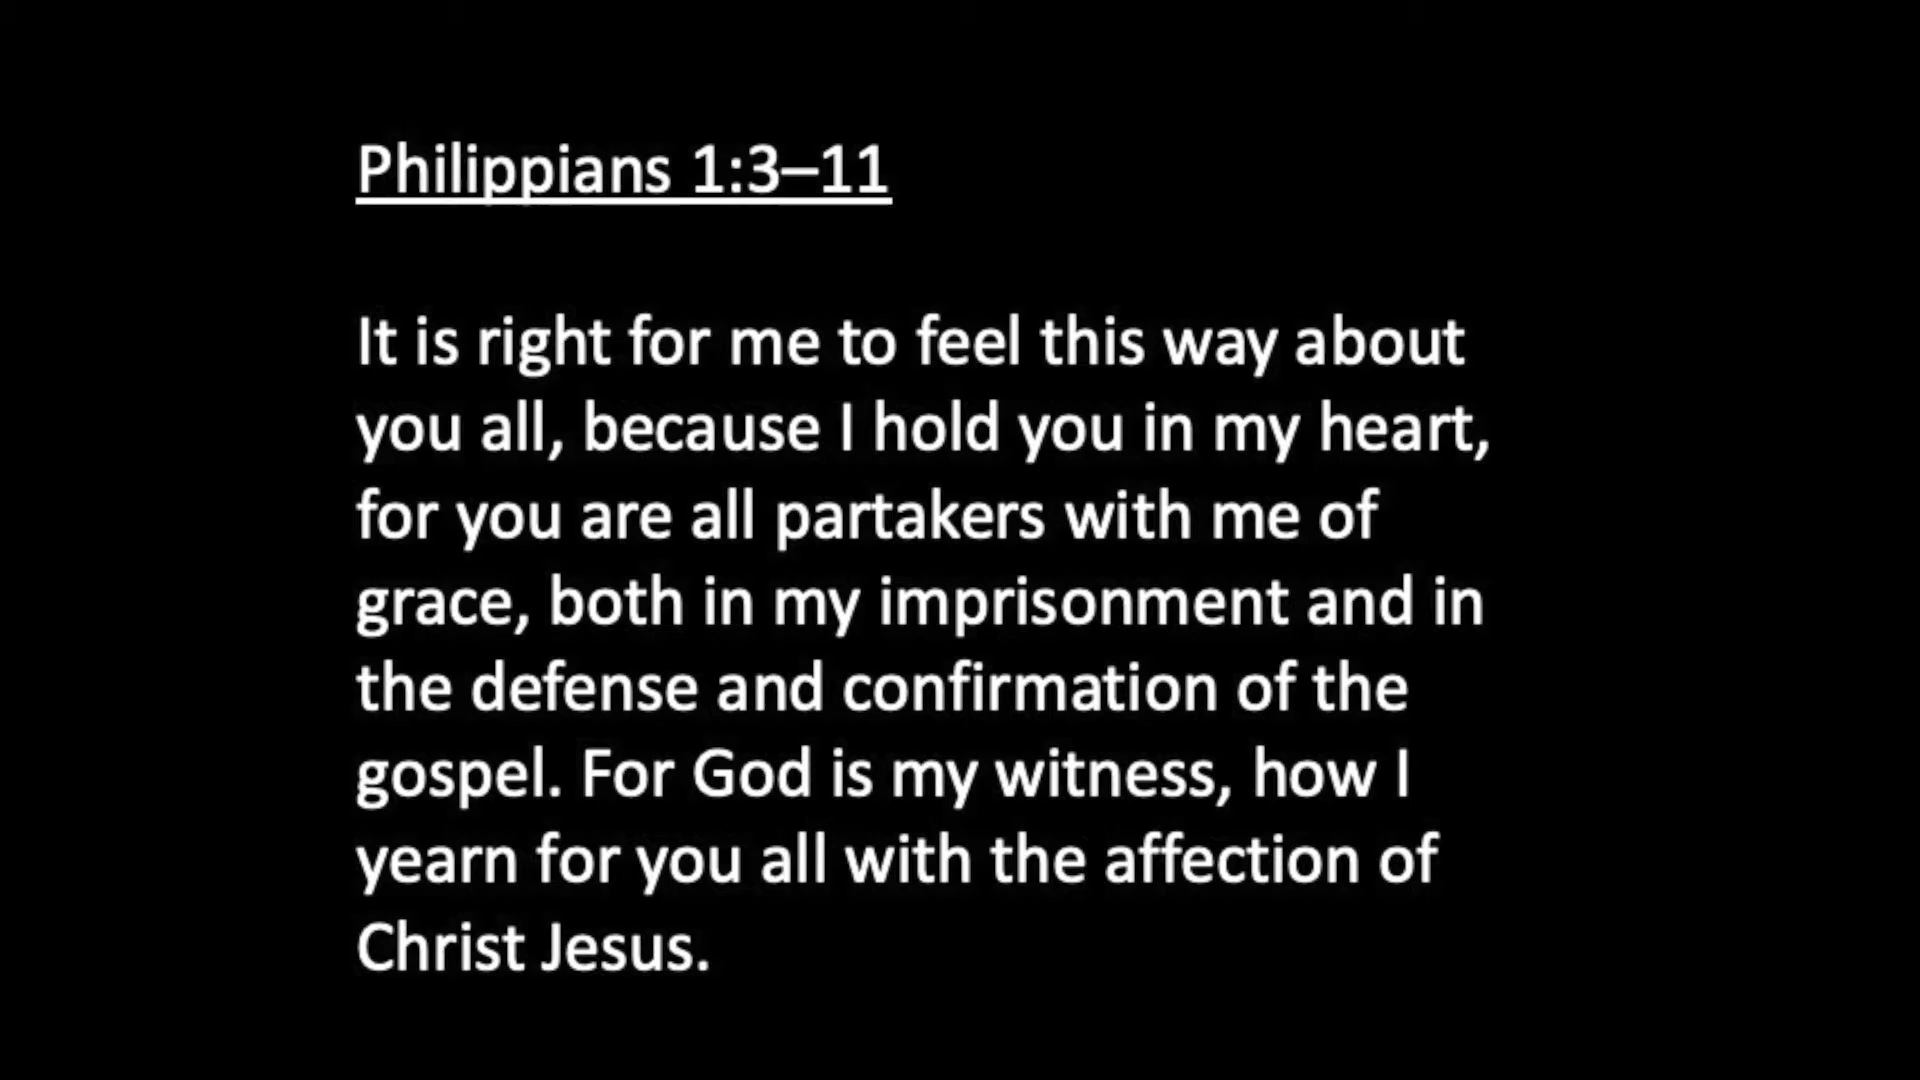 Philippians 1:3–11
It is right for me to feel this way about
you all, because I hold you in my heart,
for you are all partakers with me of
grace, both in my imprisonment and in
the defense and confirmation of the
gospel. For God is my witness, how I
yearn for you all with the affection of
Christ Jesus.